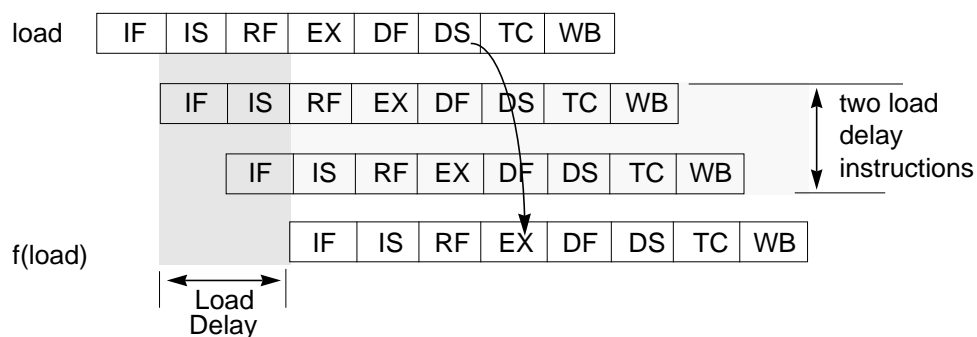 load IF IS RF EX DF DS TC WB
IF IS RF EX DF DS TC WB
two load
delay
instructions
IF IS RF EX DF DS TC WB
f(load) IF IS RF EX DF DS TC WB
Load
Delay